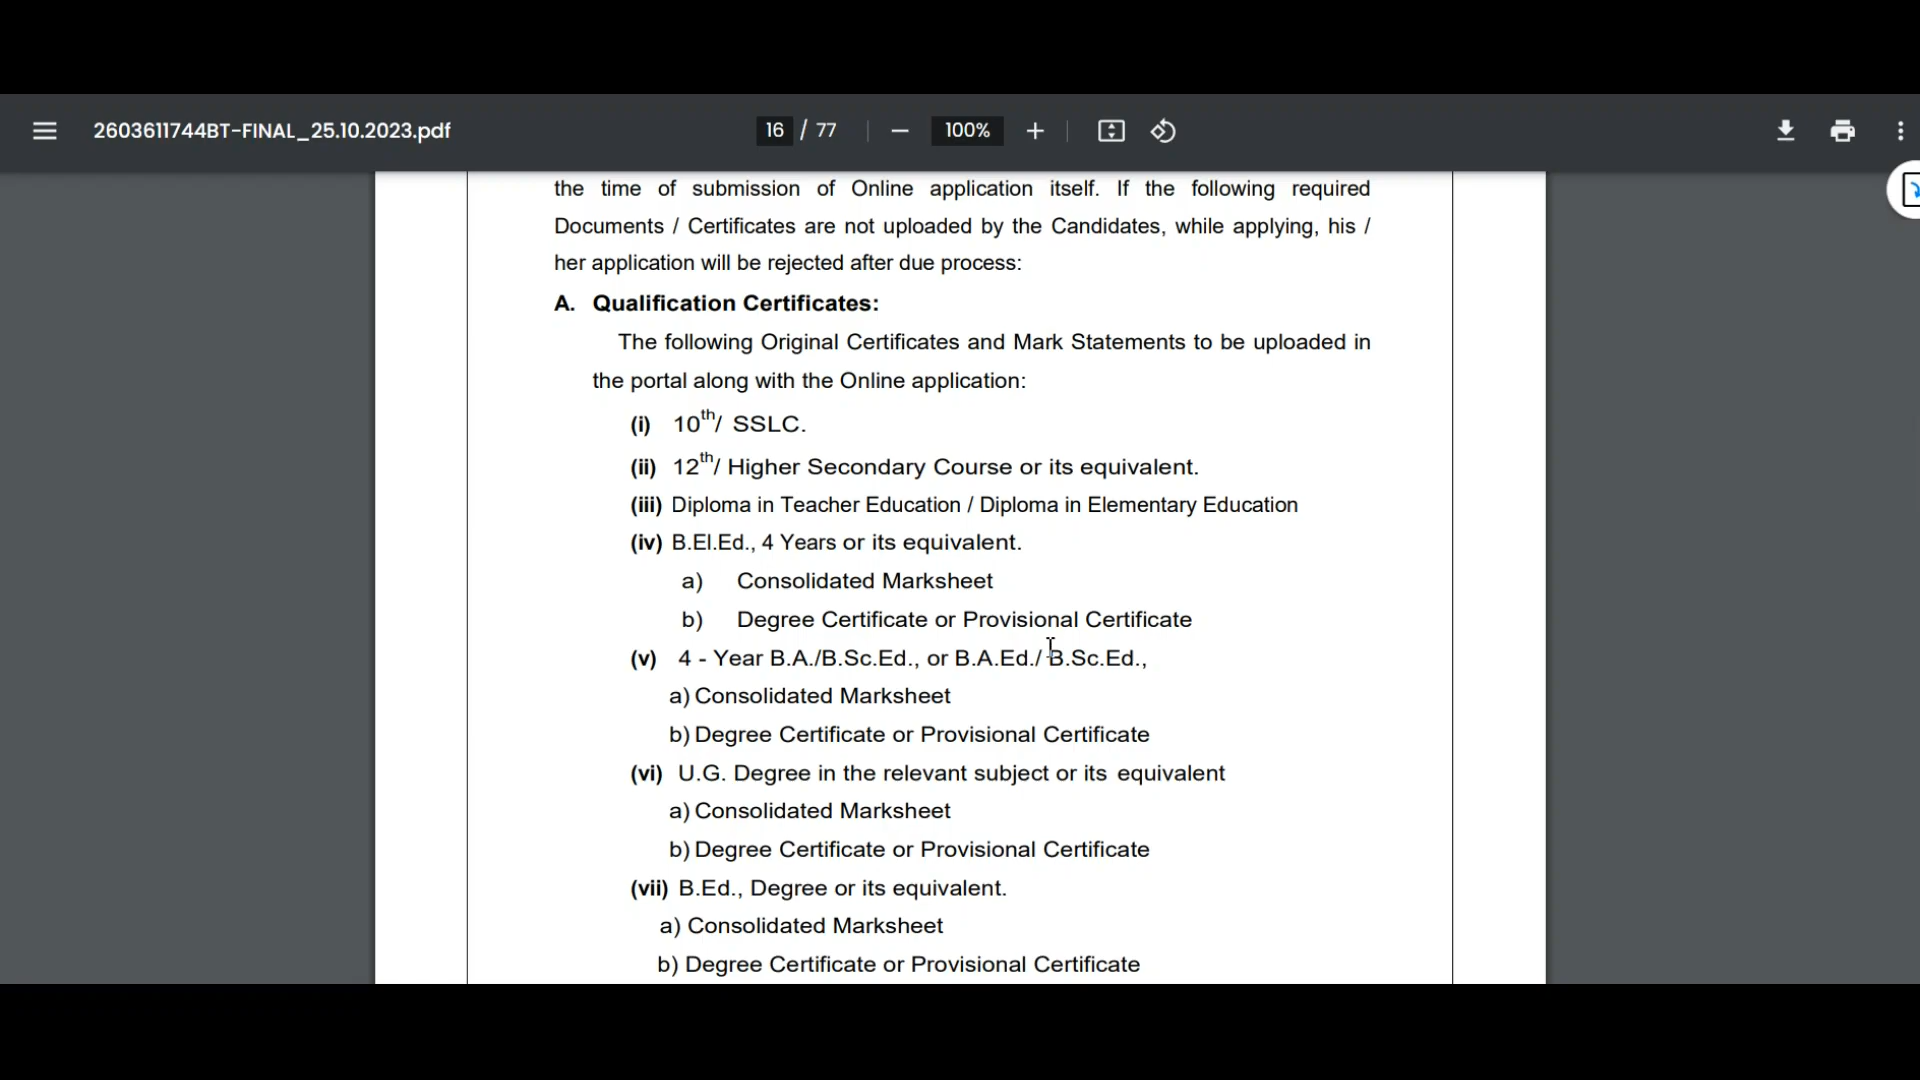 2603611744BT-FINAL_25.10.2023.pdf
16 / 77
100%
the time of submission of Online application itself. If the following required
Documents / Certificates are not uploaded by the Candidates, while applying, his /
her application will be rejected after due process:
A. Qualification Certificates:
The following Original Certificates and Mark Statements to be uploaded in
the portal along with the Online application:
(i) 10th/ SSLC.
(ii) 12th/ Higher Secondary Course or its equivalent.
(iii) Diploma in Teacher Education / Diploma in Elementary Education
(iv) B.El.Ed., 4 Years or its equivalent.
a) Consolidated Marksheet
b) Degree Certificate or Provisional Certificate
(v) 4 - Year B.A./B.Sc.Ed., or B.A.Ed./ B.Sc.Ed.,
a) Consolidated Marksheet
b) Degree Certificate or Provisional Certificate
(vi) U.G. Degree in the relevant subject or its equivalent
a) Consolidated Marksheet
b) Degree Certificate or Provisional Certificate
(vii) B.Ed., Degree or its equivalent.
a) Consolidated Marksheet
b) Degree Certificate or Provisional Certificate